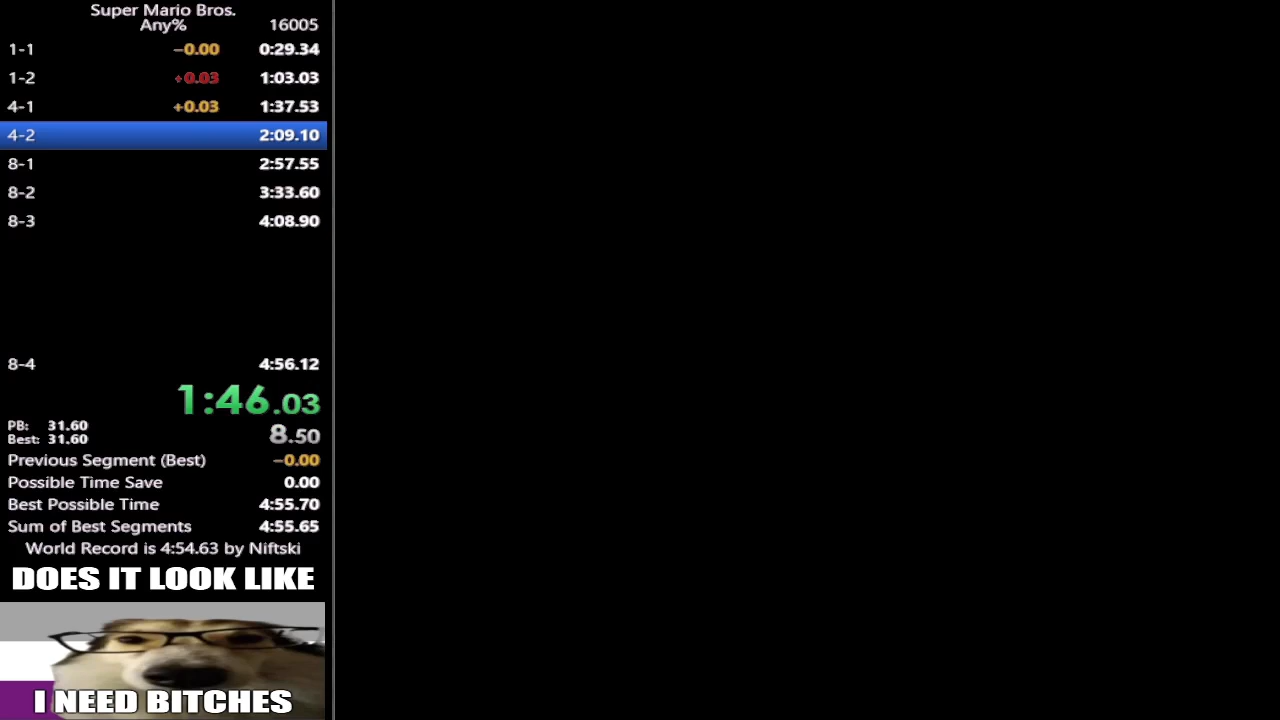 Super Mario Bros.
Any% 16005
1-1 −0.00 0:29.34
1-2 +0.03 1:03.03
4-1 +0.03 1:37.53
4-2 2:09.10
8-1 2:57.55
8-2 3:33.60
8-3 4:08.90
8-4 4:56.12
1:46.03
PB: 31.60
Best: 31.60 8.50
Previous Segment (Best) −0.00
Possible Time Save 0.00
Best Possible Time 4:55.70
Sum of Best Segments 4:55.65
World Record is 4:54.63 by Niftski
DOES IT LOOK LIKE
I NEED BITCHES